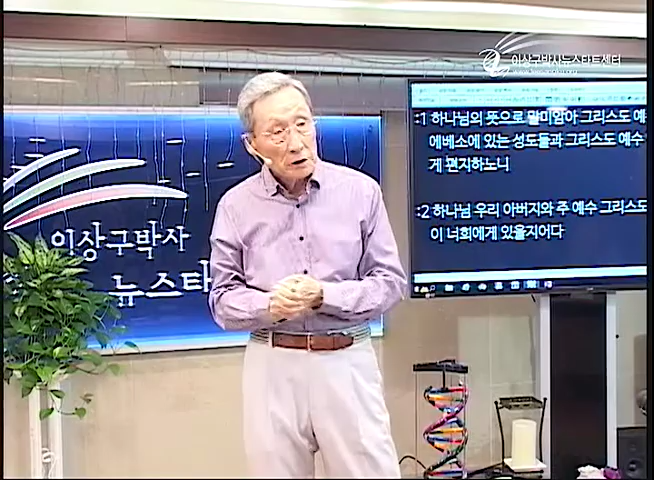 이상구박사뉴스타트센터
:1 하나님의 뜻으로 말미암아 그리스도 예
에베소에 있는 성도들과 그리스도 예수
게 편지하노니
:2 하나님 우리 아버지와 주 예수 그리스도
이 너희에게 있을지어다
이상구박사
뉴스타